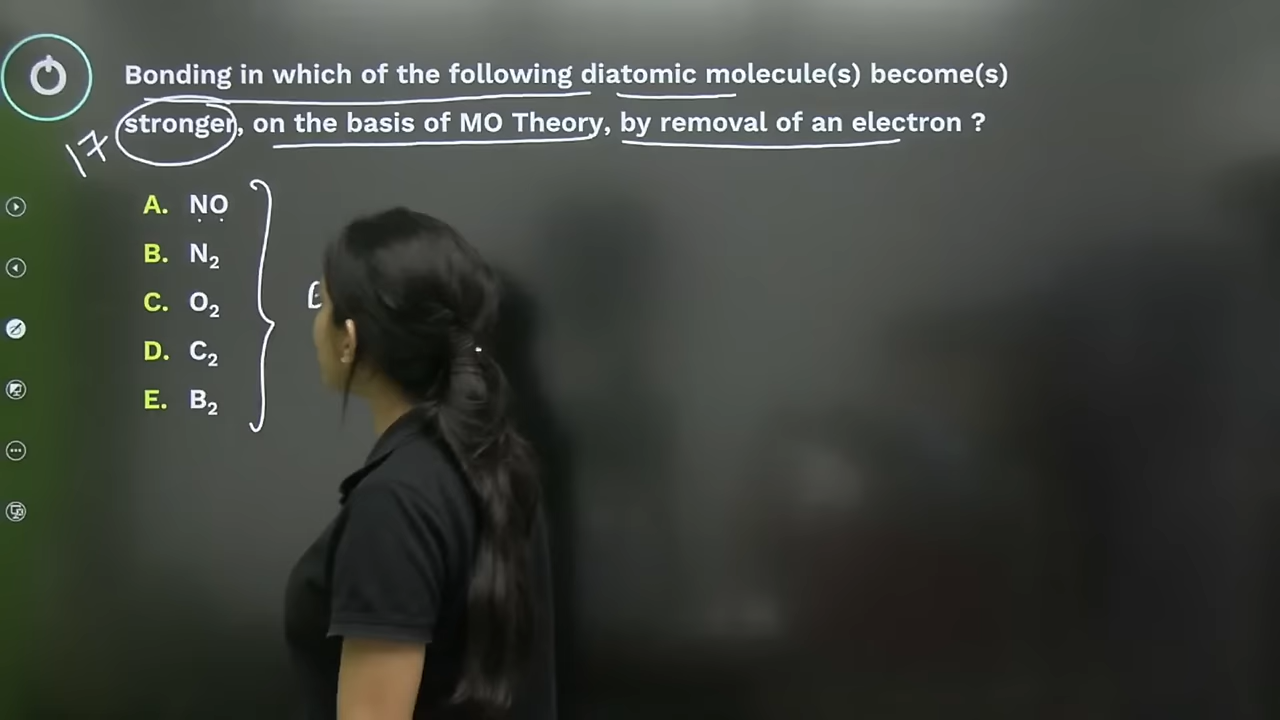 Bonding in which of the following diatomic molecule(s) become(s)
17 stronger, on the basis of MO Theory, by removal of an electron ?
A. NO
B. N₂
C. O₂
D. C₂
E. B₂